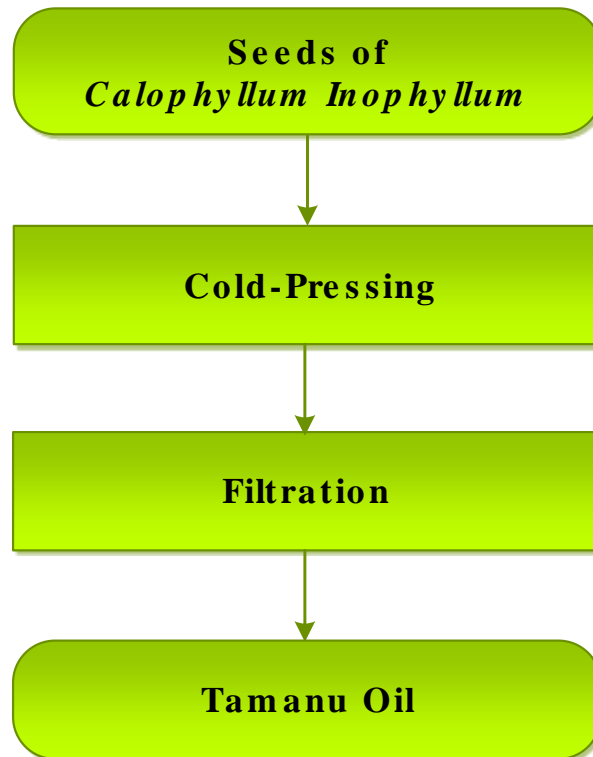 Seeds of
Calophyllum Inophyllum
Cold-Pressing
Filtration
Tamanu Oil